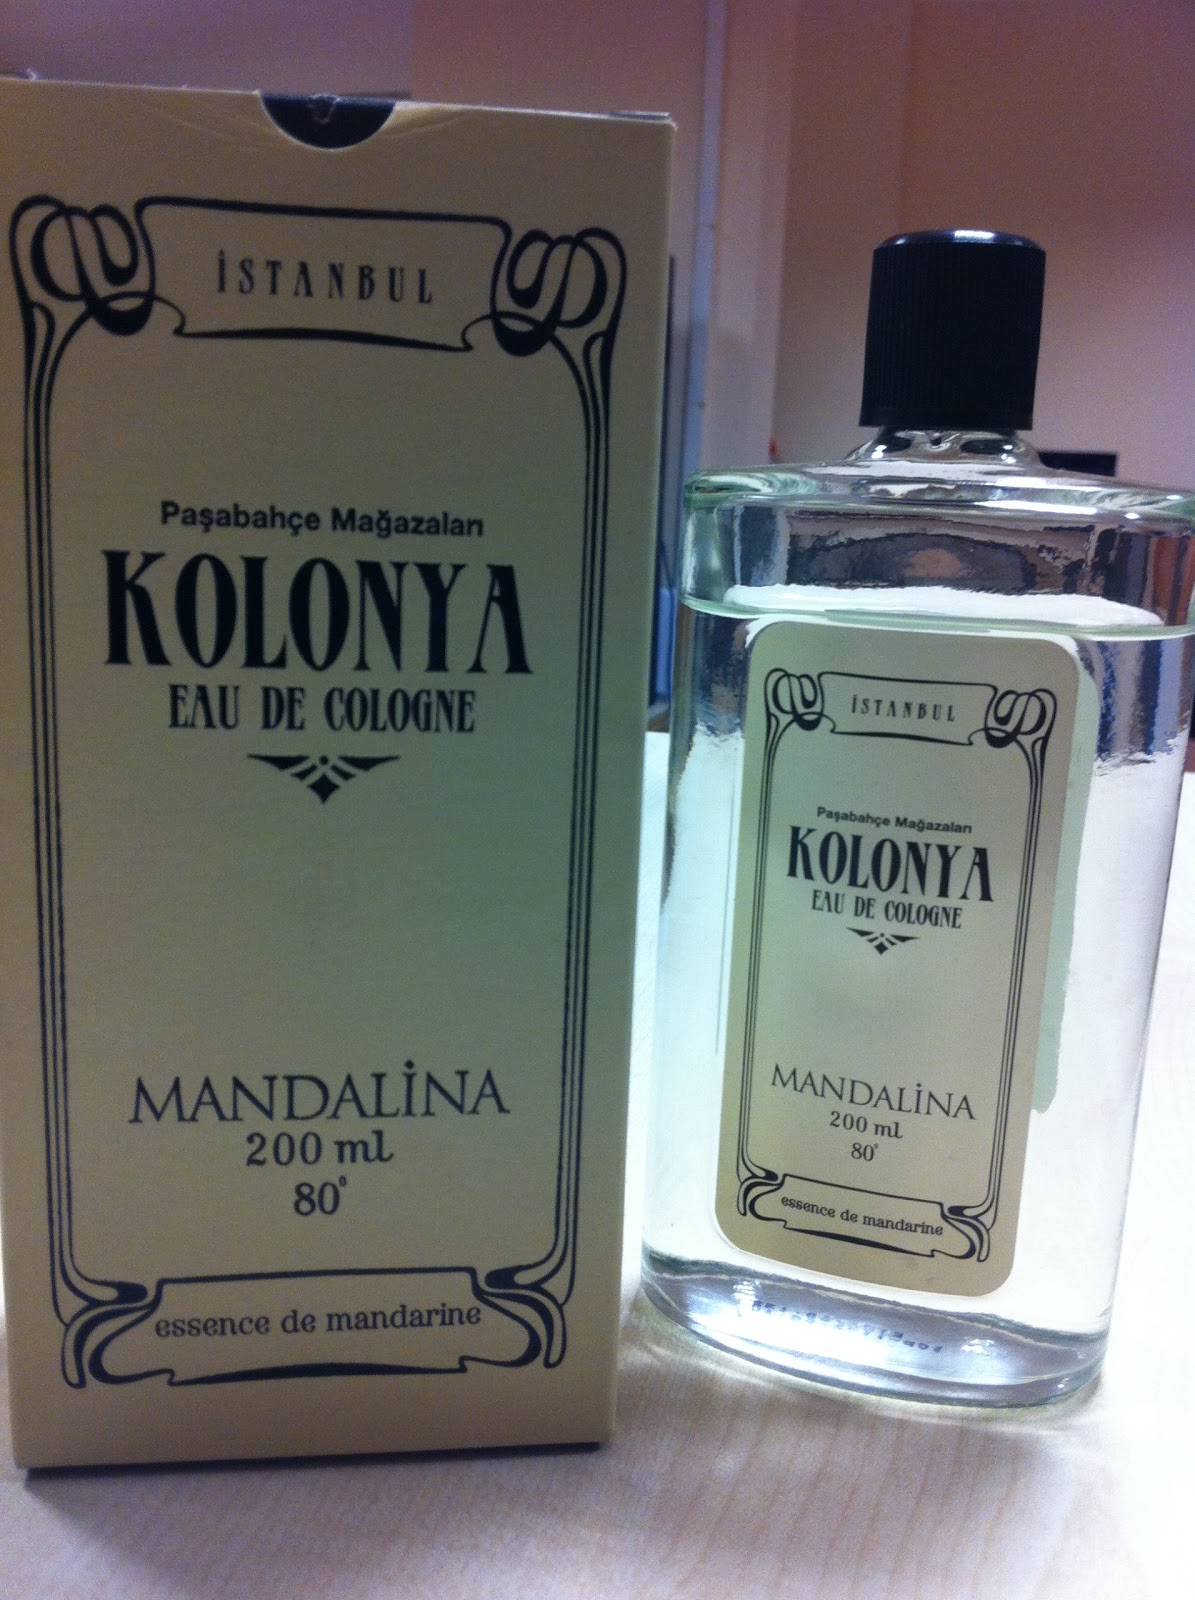 İSTANBUL
Paşabahçe Mağazaları
KOLONYA
EAU DE COLOGNE
MANDALİNA
200 ml
80°
essence de mandarine
İSTANBUL
Paşabahçe Mağazaları
KOLONYA
EAU DE COLOGNE
MANDALİNA
200 ml
80°
essence de mandarine